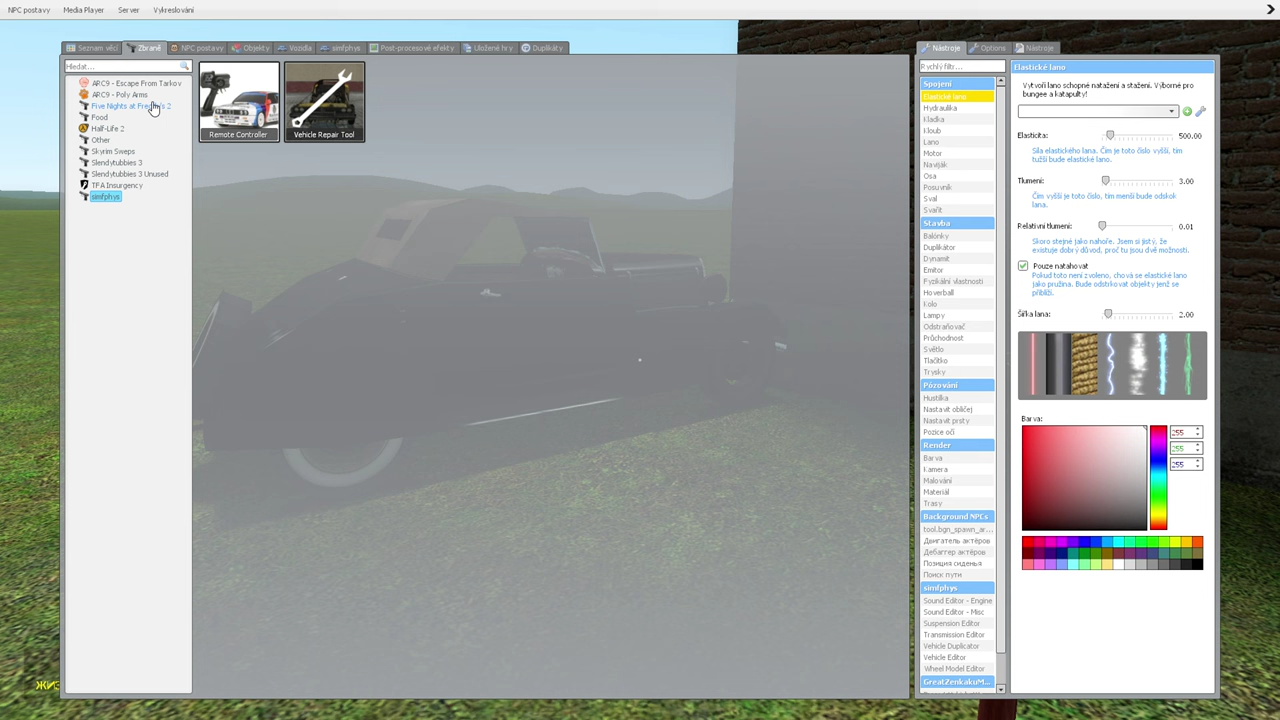 NPC postavy Media Player Server Vykreslování
Seznam věcí Zbraně NPC postavy Objekty Vozidla simfphys Post-procesové efekty Uložené hry Duplikáty
Nástroje Options Nástroje
Hledat...
ARC9 - Escape From Tarkov
ARC9 - Poly Arms
Five Nights at Freddy's 2
Food
Half-Life 2
Other
Skyrim Sweps
Slendytubbies 3
Slendytubbies 3 Unused
TFA Insurgency
simfphys
Remote Controller
Vehicle Repair Tool
Rychlý filtr...
Spojení
Elastické lano
Hydraulika
Kladka
Kloub
Lano
Motor
Naviják
Osa
Posuvník
Sval
Svařit
Stavba
Balónky
Duplikátor
Dynamit
Emitor
Fyzikální vlastnosti
Hoverball
Kolo
Lampy
Odstraňovač
Průchodnost
Světlo
Tlačítko
Trysky
Pózování
Hustilka
Nastavit obličej
Nastavit prsty
Pozice očí
Render
Barva
Kamera
Malování
Materiál
Trasy
Background NPCs
tool.bgn_spawn_ar...
Двигатель актёров
Дебаггер актёров
Позиция сиденья
Поиск пути
simfphys
Sound Editor - Engine
Sound Editor - Misc
Suspension Editor
Transmission Editor
Vehicle Duplicator
Vehicle Editor
Wheel Model Editor
GreatZenkakuM...
Elastické lano
Vytvoří lano schopné natažení a stažení. Výborné pro
bungee a katapulty!
Elasticita: 500.00
Síla elastického lana. Čím je toto číslo vyšší, tím
tužší bude elastické lano.
Tlumení: 3.00
Čím vyšší je toto číslo, tím menší bude odskok
lana.
Relativní tlumení: 0.01
Skoro stejné jako nahoře. Jsem si jistý, že
existuje dobrý důvod, proč tu jsou dvě možnosti.
Pouze natahovat
Pokud toto není zvoleno, chová se elastické lano
jako pružina. Bude odstrkovat objekty jenž se
přiblíží.
Šířka lana: 2.00
Barva:
255
255
255
ЖИЗ